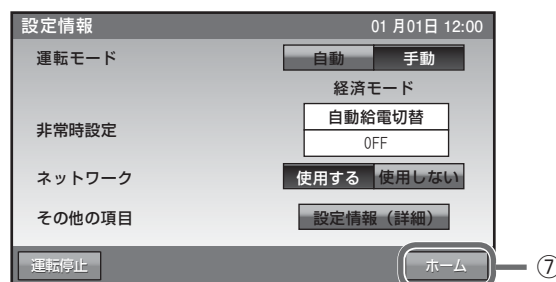 設定情報 01月01日 12:00
運転モード 自動 手動
経済モード
非常時設定 自動給電切替
OFF
ネットワーク 使用する 使用しない
その他の項目 設定情報（詳細）
運転停止 ホーム ⑦